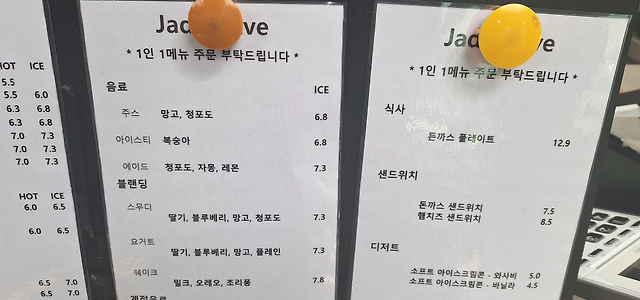 HOT ICE
5.5
5.5 6.0
6.3 6.8
6.3 6.8
7.0 7.3
7.0 7.3
7.0 7.3
HOT ICE
6.0 6.5
6.0 6.5
6.5 7.0
6.5 7.0
* 1인 1메뉴 주문 부탁드립니다 *
음료 ICE
주스 망고, 청포도 6.8
아이스티 복숭아 6.8
에이드 청포도, 자몽, 레몬 7.3
블랜딩
스무디
딸기, 블루베리, 망고, 청포도 7.3
요거트
딸기, 블루베리, 망고, 플레인 7.3
쉐이크
밀크, 오레오, 조리퐁 7.8
* 1인 1메뉴 주문 부탁드립니다 *
식사
돈까스 플레이트 12.9
샌드위치
돈까스 샌드위치 7.5
햄치즈 샌드위치 8.5
디저트
소프트 아이스크림콘 - 와사비 5.0
소프트 아이스크림콘 - 바닐라 4.5